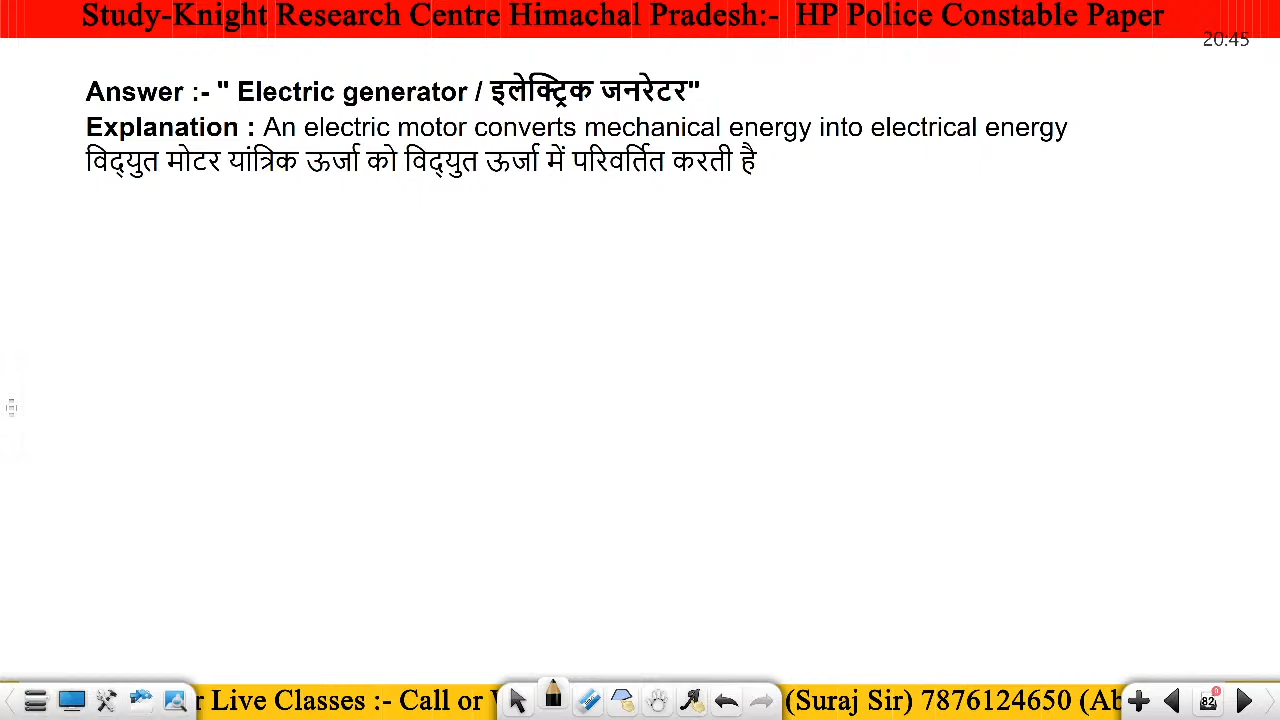 Study-Knight Research Centre Himachal Pradesh:- HP Police Constable Paper
20:45
Answer :- " Electric generator / इलेक्ट्रिक जनरेटर"
Explanation : An electric motor converts mechanical energy into electrical energy
विद्युत मोटर यांत्रिक ऊर्जा को विद्युत ऊर्जा में परिवर्तित करती है
r Live Classes :- Call or (Suraj Sir) 7876124650 (Ab
82